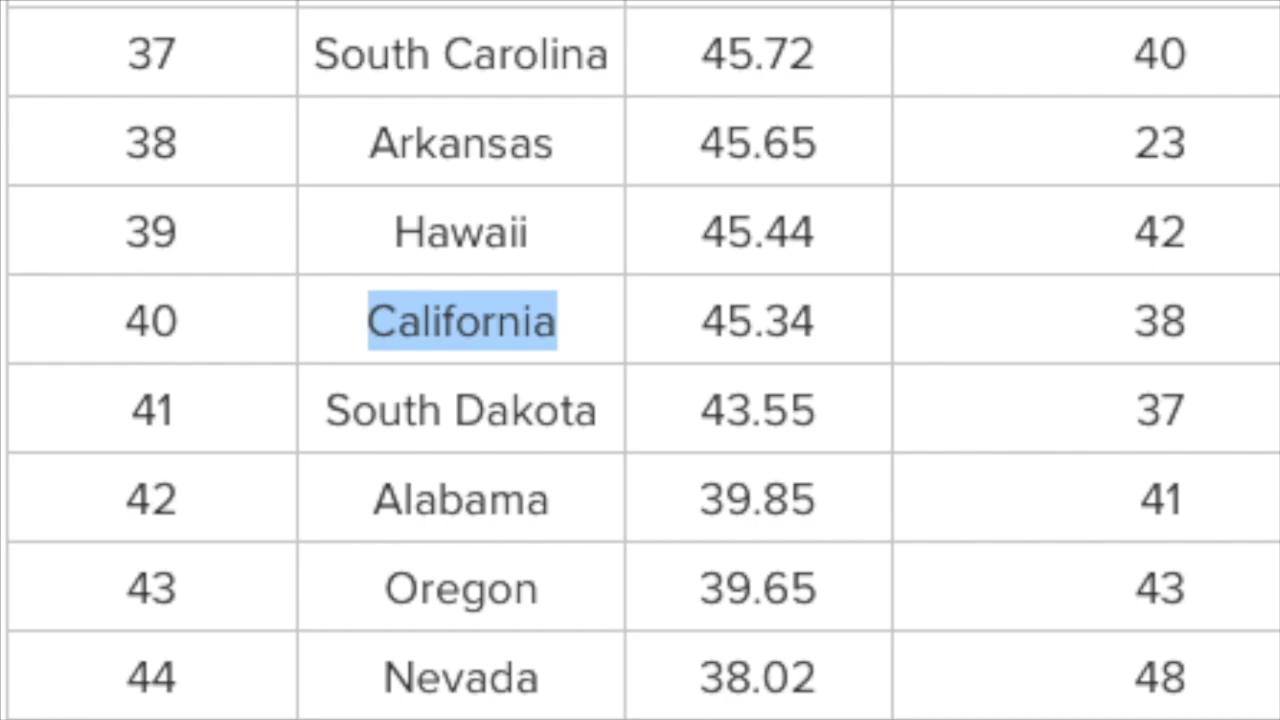 37 South Carolina 45.72 40
38 Arkansas 45.65 23
39 Hawaii 45.44 42
40 California 45.34 38
41 South Dakota 43.55 37
42 Alabama 39.85 41
43 Oregon 39.65 43
44 Nevada 38.02 48